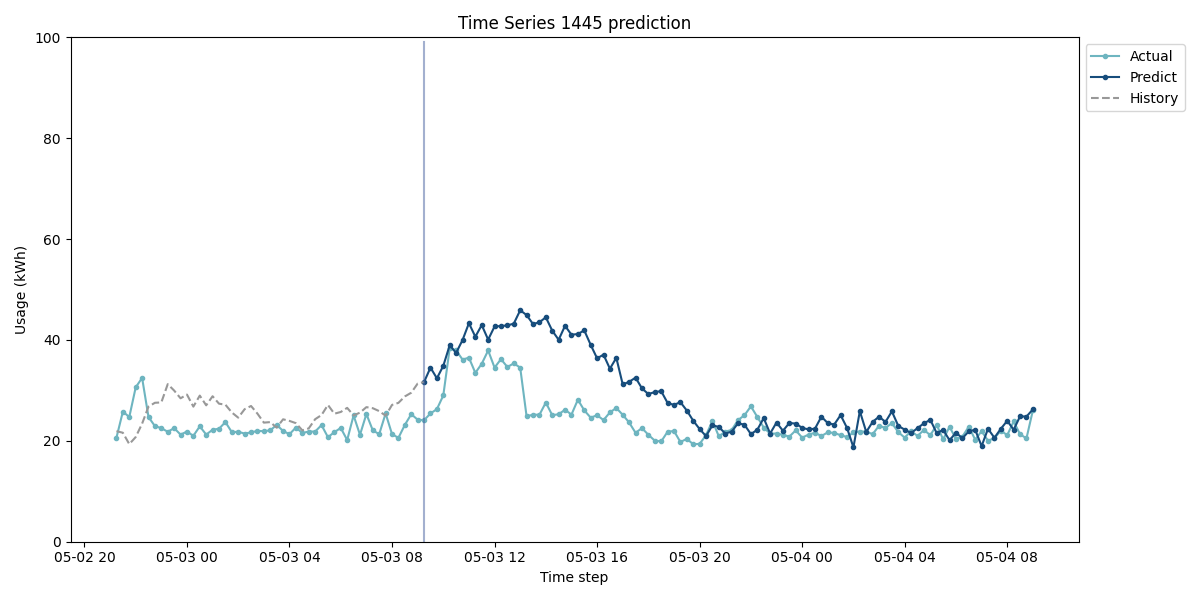 Time Series 1445 prediction
100
80
60
40
20
0
Usage (kWh)
05-02 20
05-03 00
05-03 04
05-03 08
05-03 12
05-03 16
05-03 20
05-04 00
05-04 04
05-04 08
Time step
Actual
Predict
History